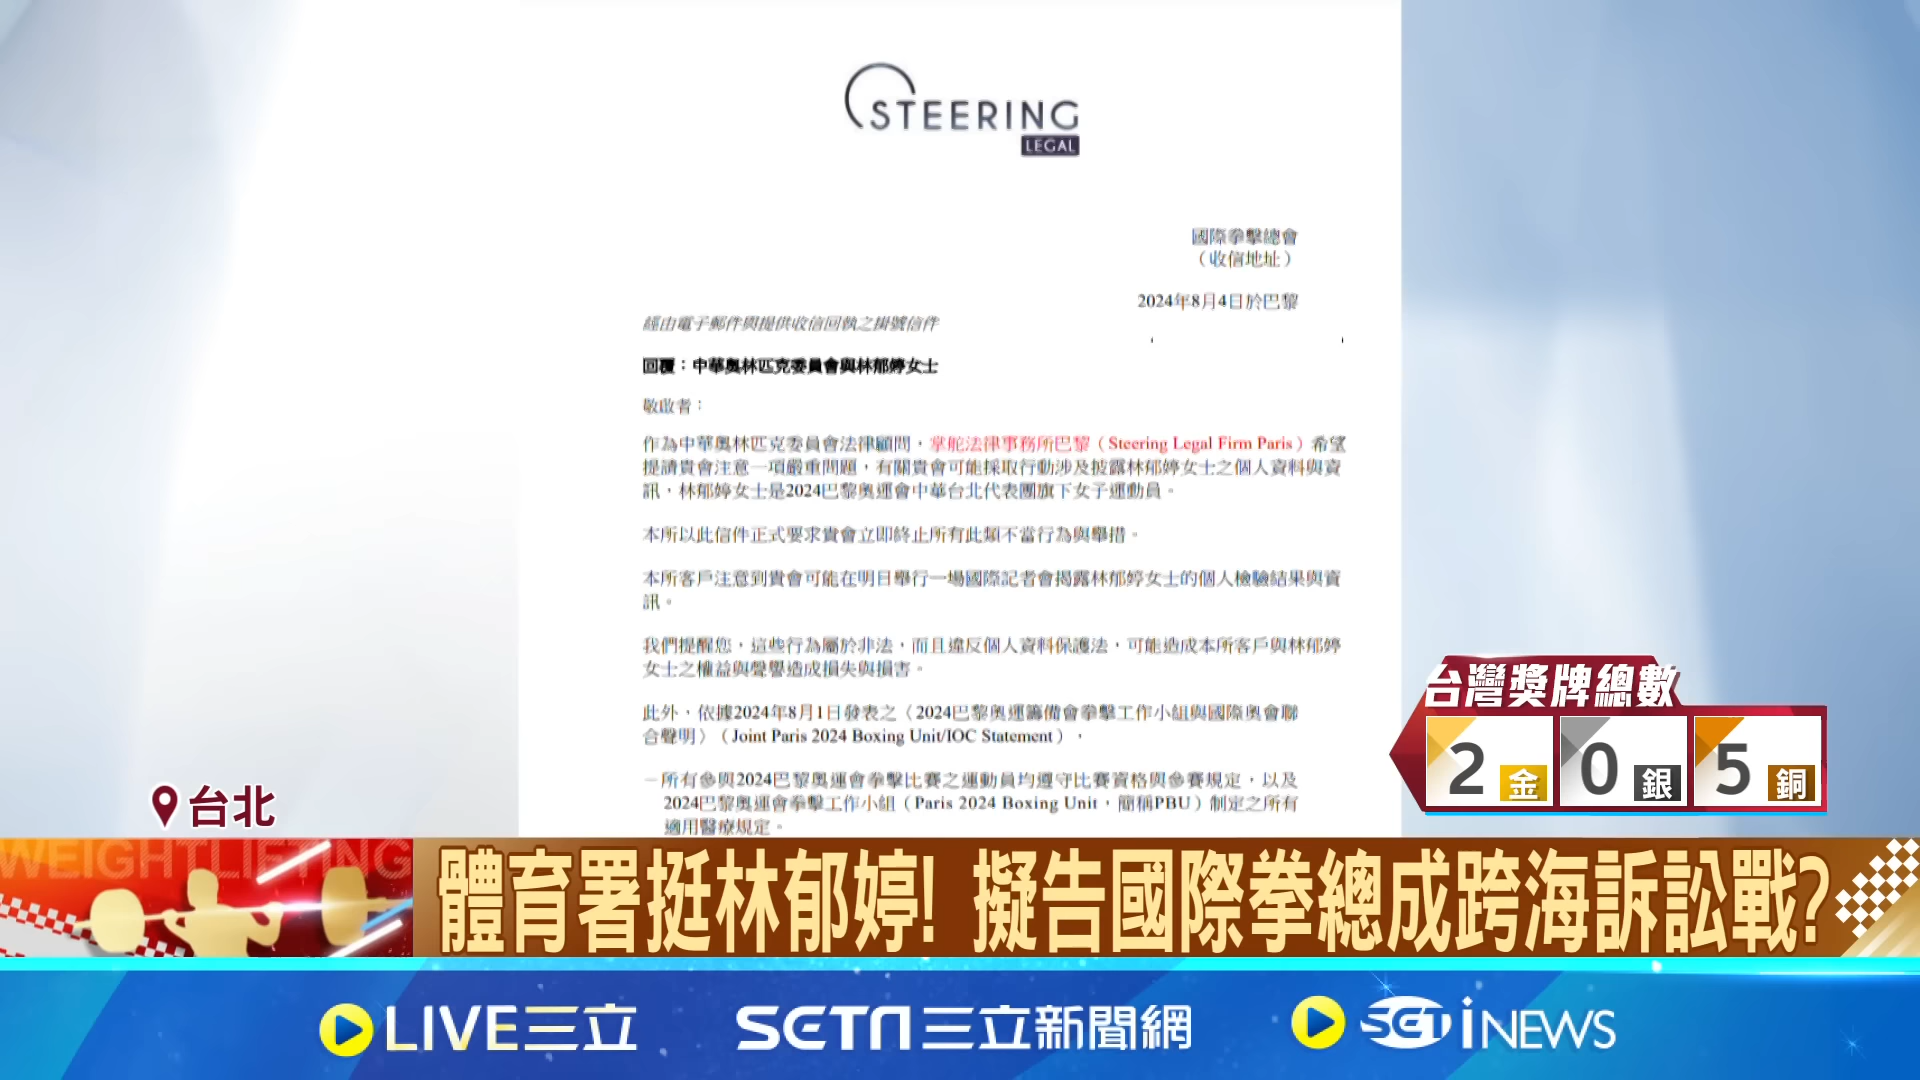 STEERING
LEGAL
國際拳擊總會
（收信地址）
2024年8月4日於巴黎
經由電子郵件與提供收信回執之掛號信件
回覆：中華奧林匹克委員會與林郁婷女士
敬啟者：
作為中華奧林匹克委員會法律顧問，掌舵法律事務所巴黎（Steering Legal Firm Paris）希望
提請貴會注意一項嚴重問題，有關貴會可能採取行動涉及披露林郁婷女士之個人資料與資
訊，林郁婷女士是2024巴黎奧運會中華台北代表團旗下女子運動員。
本所以此信件正式要求貴會立即終止所有此類不當行為與舉措。
本所客戶注意到貴會可能在明日舉行一場國際記者會揭露林郁婷女士的個人檢驗結果與資
訊。
我們提醒您，這些行為屬於非法，而且違反個人資料保護法，可能造成本所客戶與林郁婷
女士之權益與聲譽造成損失與損害。
此外，依據2024年8月1日發表之〈2024巴黎奧運籌備會拳擊工作小組與國際奧會聯
合聲明〉（Joint Paris 2024 Boxing Unit/IOC Statement），
－所有參與2024巴黎奧運會拳擊比賽之運動員均遵守比賽資格與參賽規定，以及
2024巴黎奧運會拳擊工作小組（Paris 2024 Boxing Unit，簡稱PBU）制定之所有
適用醫療規定。
台灣獎牌總數
2金 0銀 5銅
台北
WEIGHTLIFTING
體育署挺林郁婷! 擬告國際拳總成跨海訴訟戰?
LIVE三立 SETN三立新聞網 SETiNEWS